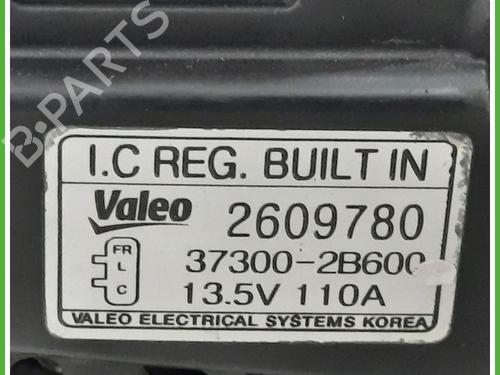 B-PARTS
I.C REG. BUILT IN
Valeo 2609780
FR
L
C
37300-2B600
13.5V 110A
VALEO ELECTRICAL SYSTEMS KOREA